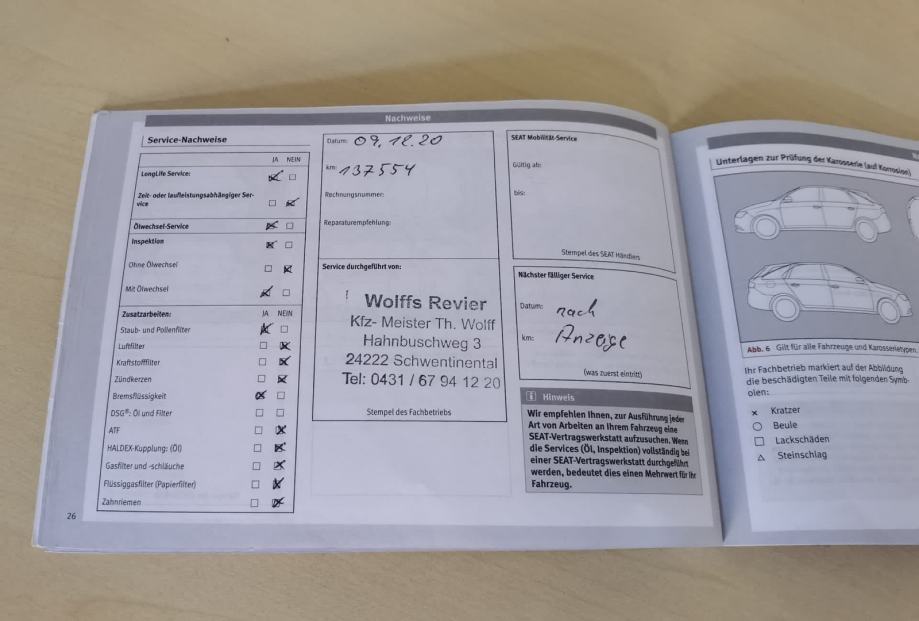 Nachweise
Service-Nachweise
JA NEIN
LongLife Service:
Zeit- oder laufleistungsabhängiger Ser-
vice
Ölwechsel-Service
Inspektion
Ohne Ölwechsel
Mit Ölwechsel
Zusatzarbeiten: JA NEIN
Staub- und Pollenfilter
Luftfilter
Kraftstofffilter
Zündkerzen
Bremsflüssigkeit
DSG®: Öl und Filter
ATF
HALDEX-Kupplung: (Öl)
Gasfilter und -schläuche
Flüssiggasfilter (Papierfilter)
Zahnriemen
26
Datum: 09.12.20
km: 137554
Rechnungsnummer:
Reparaturempfehlung:
Service durchgeführt von:
Wolffs Revier
Kfz- Meister Th. Wolff
Hahnbuschweg 3
24222 Schwentinental
Tel: 0431 / 67 94 12 20
Stempel des Fachbetriebs
SEAT Mobilität-Service
Gültig ab:
bis:
Stempel des SEAT Händlers
Nächster fälliger Service
Datum: nach
km: Anzeige
(was zuerst eintritt)
Hinweis
Wir empfehlen Ihnen, zur Ausführung jeder
Art von Arbeiten an Ihrem Fahrzeug eine
SEAT-Vertragswerkstatt aufzusuchen. Wenn
die Services (Öl, Inspektion) vollständig bei
einer SEAT-Vertragswerkstatt durchgeführt
werden, bedeutet dies einen Mehrwert für Ihr
Fahrzeug.
Unterlagen zur Prüfung der Karosserie (auf Korrosion)
Abb. 6 Gilt für alle Fahrzeuge und Karosserietypen.
Ihr Fachbetrieb markiert auf der Abbildung
die beschädigten Teile mit folgenden Symb-
olen:
Kratzer
Beule
Lackschäden
Steinschlag